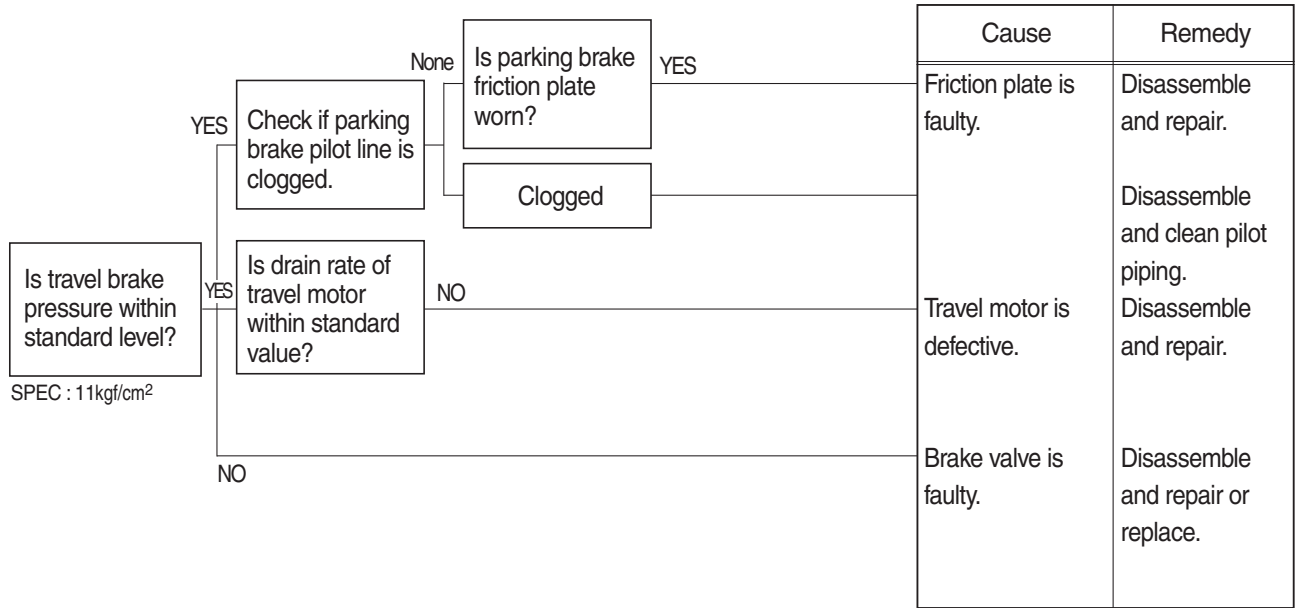 Is travel brake
pressure within
standard level?
SPEC : 11kgf/cm2
YES
Check if parking
brake pilot line is
clogged.
None
Is parking brake
friction plate
worn?
YES
Clogged
YES
Is drain rate of
travel motor
within standard
value?
NO
NO
Cause Remedy
Friction plate is Disassemble
faulty. and repair.
Disassemble
and clean pilot
piping.
Travel motor is Disassemble
defective. and repair.
Brake valve is Disassemble
faulty. and repair or
replace.